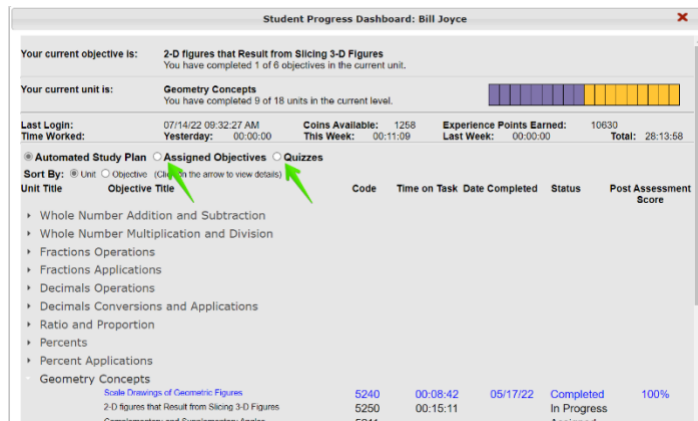 Student Progress Dashboard: Bill Joyce
Your current objective is: 2-D figures that Result from Slicing 3-D Figures
You have completed 1 of 6 objectives in the current unit.
Your current unit is: Geometry Concepts
You have completed 9 of 18 units in the current level.
Last Login: 07/14/22 09:32:27 AM Coins Available: 1258 Experience Points Earned: 10630
Time Worked: Yesterday: 00:00:00 This Week: 00:11:09 Last Week: 00:00:00 Total: 28:13:58
Automated Study Plan Assigned Objectives Quizzes
Sort By: Unit Objective (Click on the arrow to view details)
Unit Title Objective Title Code Time on Task Date Completed Status Post Assessment Score
Whole Number Addition and Subtraction
Whole Number Multiplication and Division
Fractions Operations
Fractions Applications
Decimals Operations
Decimals Conversions and Applications
Ratio and Proportion
Percents
Percent Applications
Geometry Concepts
Scale Drawings of Geometric Figures 5240 00:08:42 05/17/22 Completed 100%
2-D figures that Result from Slicing 3-D Figures 5250 00:15:11 In Progress